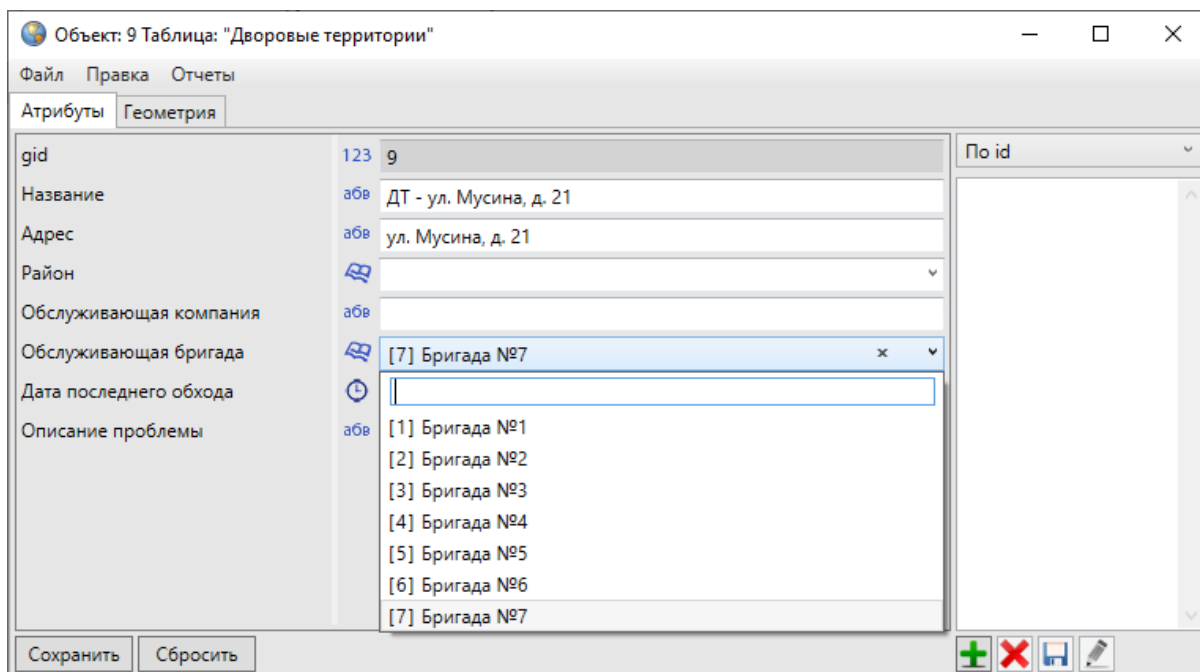 Объект: 9 Таблица: "Дворовые территории"
Файл Правка Отчеты
Атрибуты Геометрия
gid 123 9
По id
Название абв ДТ - ул. Мусина, д. 21
Адрес абв ул. Мусина, д. 21
Район
Обслуживающая компания абв
Обслуживающая бригада [7] Бригада №7
Дата последнего обхода
Описание проблемы абв
[1] Бригада №1
[2] Бригада №2
[3] Бригада №3
[4] Бригада №4
[5] Бригада №5
[6] Бригада №6
[7] Бригада №7
Сохранить Сбросить